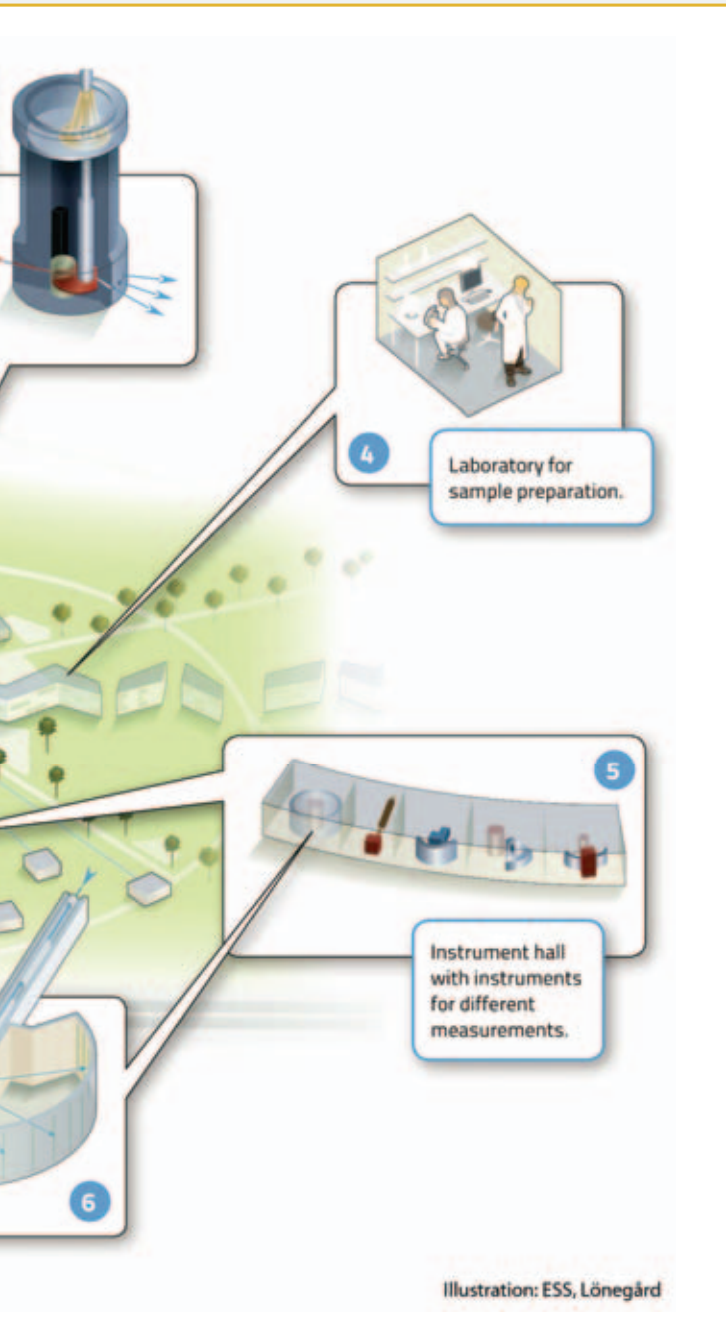 4
Laboratory for
sample preparation.
5
Instrument hall
with instruments
for different
measurements.
6
Illustration: ESS, Lönegård